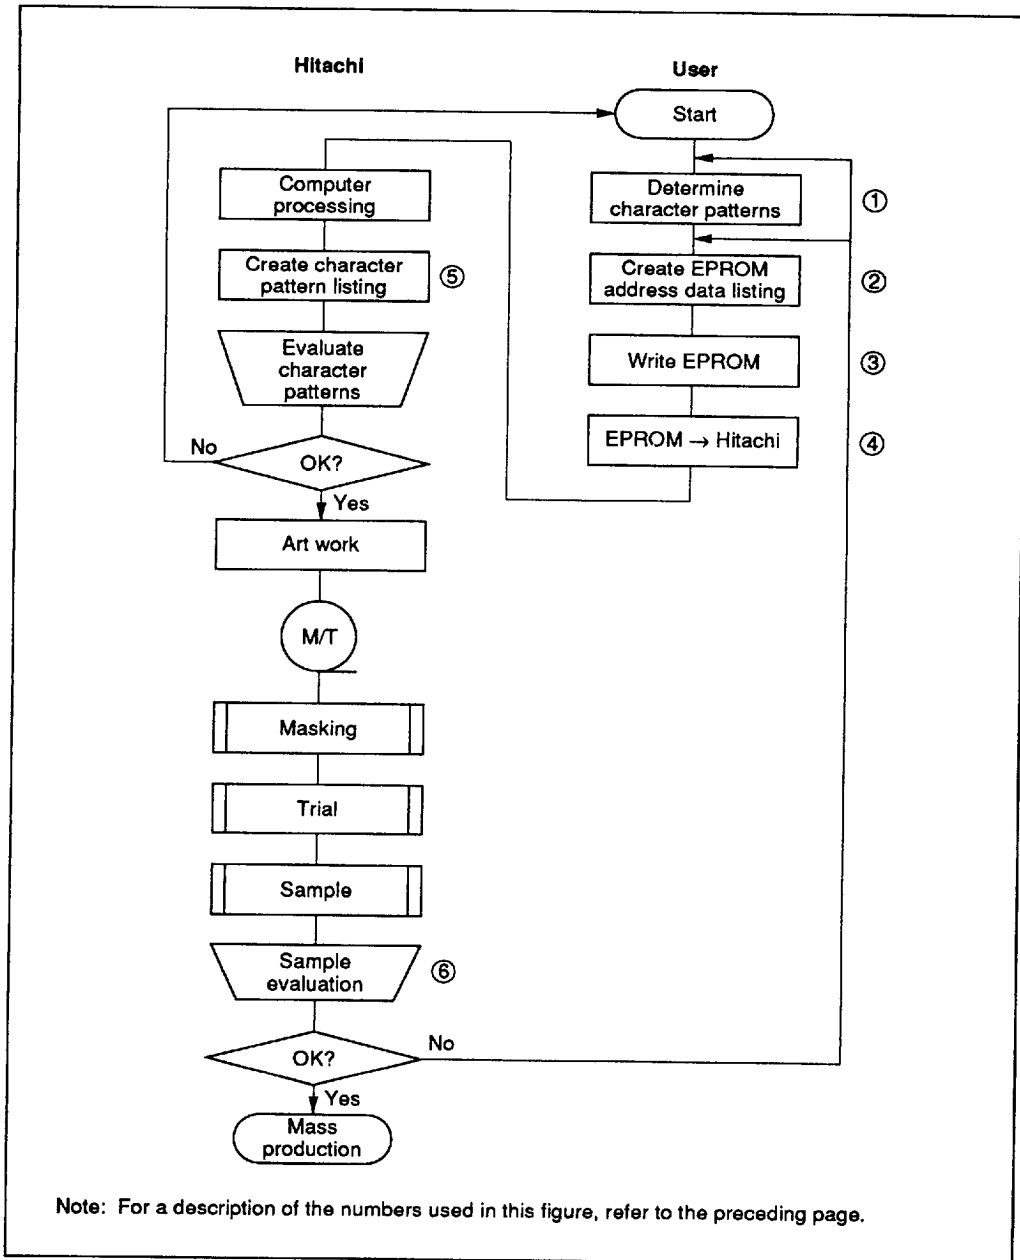 Hitachi
User
Start
Determine
character patterns
①
Create EPROM
address data listing
②
Write EPROM
③
EPROM → Hitachi
④
Computer
processing
Create character
pattern listing
⑤
Evaluate
character
patterns
OK?
No
Yes
Art work
M/T
Masking
Trial
Sample
Sample
evaluation
⑥
OK?
No
Yes
Mass
production
Note: For a description of the numbers used in this figure, refer to the preceding page.